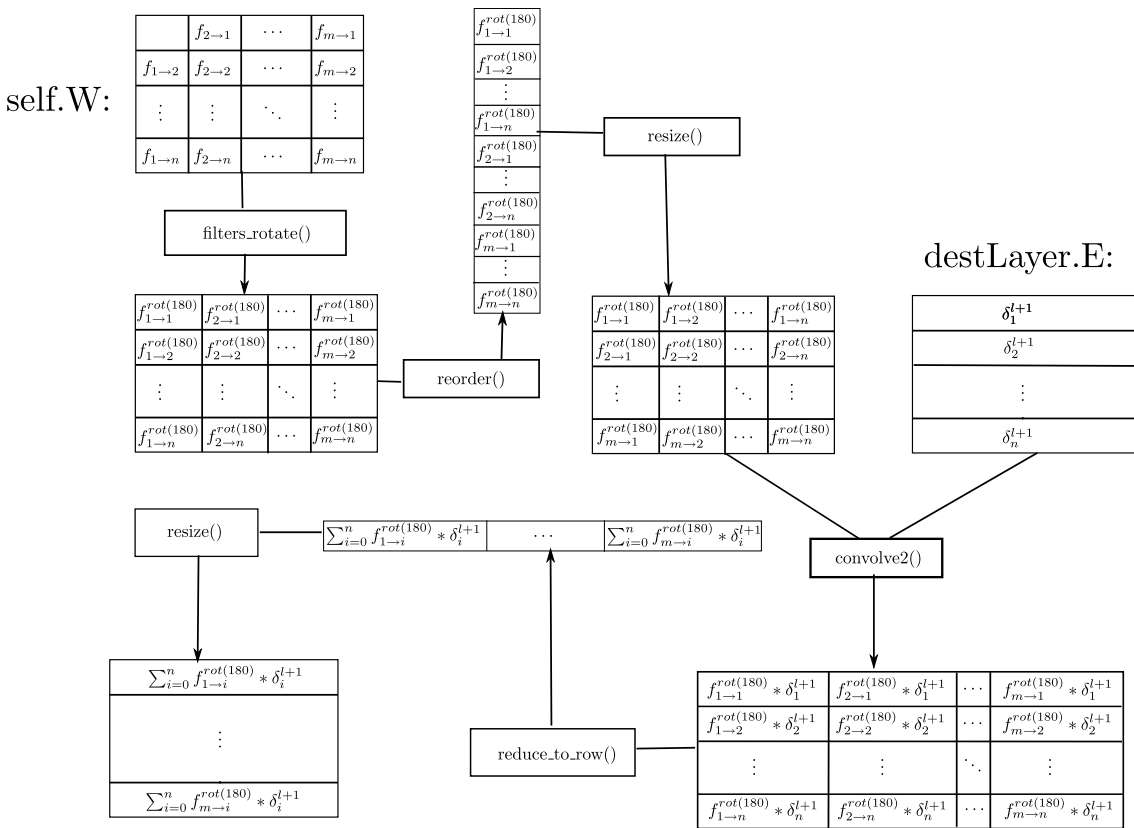 self.W:
f_{2→1} ⋯ f_{m→1}
f_{1→2} f_{2→2} ⋯ f_{m→2}
⋮ ⋮ ⋱ ⋮
f_{1→n} f_{2→n} ⋯ f_{m→n}
filters_rotate()
f_{1→1}^{rot(180)} f_{2→1}^{rot(180)} ⋯ f_{m→1}^{rot(180)}
f_{1→2}^{rot(180)} f_{2→2}^{rot(180)} ⋯ f_{m→2}^{rot(180)}
⋮ ⋮ ⋱ ⋮
f_{1→n}^{rot(180)} f_{2→n}^{rot(180)} ⋯ f_{m→n}^{rot(180)}
reorder()
f_{1→1}^{rot(180)}
f_{1→2}^{rot(180)}
⋮
f_{1→n}^{rot(180)}
f_{2→1}^{rot(180)}
⋮
f_{2→n}^{rot(180)}
f_{m→1}^{rot(180)}
⋮
f_{m→n}^{rot(180)}
resize()
f_{1→1}^{rot(180)} f_{1→2}^{rot(180)} ⋯ f_{1→n}^{rot(180)}
f_{2→1}^{rot(180)} f_{2→2}^{rot(180)} ⋯ f_{2→n}^{rot(180)}
⋮ ⋮ ⋱ ⋮
f_{m→1}^{rot(180)} f_{m→2}^{rot(180)} ⋯ f_{m→n}^{rot(180)}
destLayer.E:
δ_1^{l+1}
δ_2^{l+1}
⋮
δ_n^{l+1}
convolve2()
f_{1→1}^{rot(180)} * δ_1^{l+1} f_{2→1}^{rot(180)} * δ_1^{l+1} ⋯ f_{m→1}^{rot(180)} * δ_1^{l+1}
f_{1→2}^{rot(180)} * δ_2^{l+1} f_{2→2}^{rot(180)} * δ_2^{l+1} ⋯ f_{m→2}^{rot(180)} * δ_2^{l+1}
⋮ ⋮ ⋱ ⋮
f_{1→n}^{rot(180)} * δ_n^{l+1} f_{2→n}^{rot(180)} * δ_n^{l+1} ⋯ f_{m→n}^{rot(180)} * δ_n^{l+1}
reduce_to_row()
∑_{i=0}^{n} f_{1→i}^{rot(180)} * δ_i^{l+1} ⋯ ∑_{i=0}^{n} f_{m→i}^{rot(180)} * δ_i^{l+1}
resize()
∑_{i=0}^{n} f_{1→i}^{rot(180)} * δ_i^{l+1}
⋮
∑_{i=0}^{n} f_{m→i}^{rot(180)} * δ_i^{l+1}